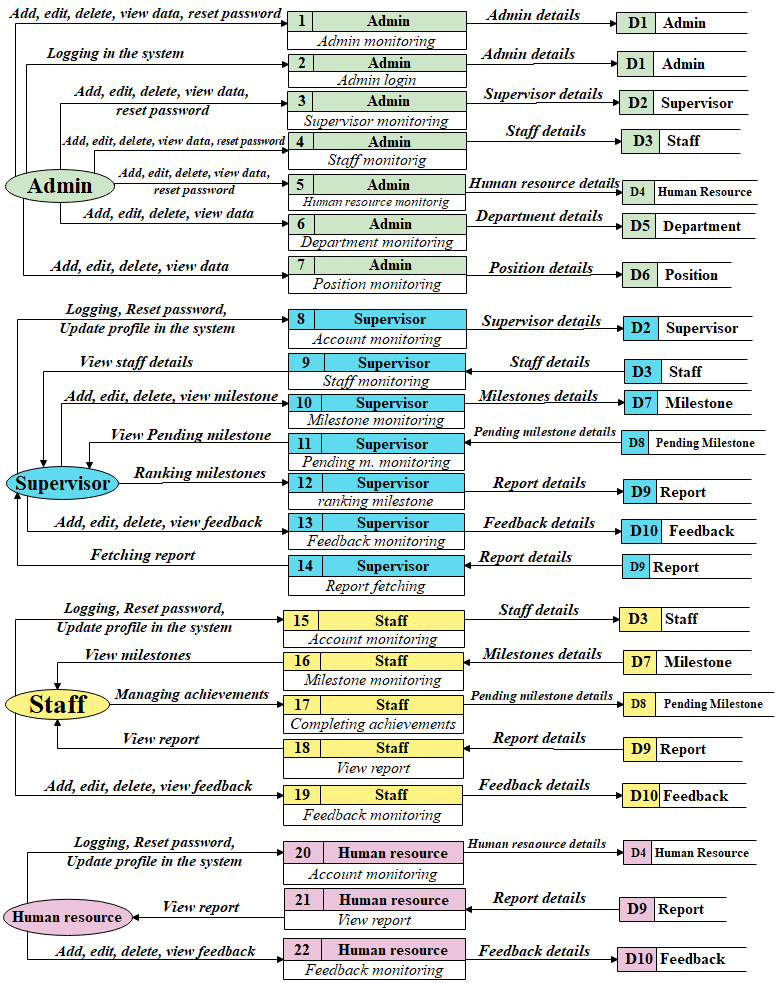 Add, edit, delete, view data, reset password
1 Admin
Admin monitoring
Admin details
D1 Admin
Logging in the system
2 Admin
Admin login
Admin details
D1 Admin
Add, edit, delete, view data,
reset password
3 Admin
Supervisor monitoring
Supervisor details
D2 Supervisor
Add, edit, delete, view data, reset password
4 Admin
Staff monitorig
Staff details
D3 Staff
Admin
Add, edit, delete, view data,
reset password
5 Admin
Human resource monitorig
Human resource details
D4 Human Resource
Add, edit, delete, view data
6 Admin
Department monitoring
Department details
D5 Department
Add, edit, delete, view data
7 Admin
Position monitoring
Position details
D6 Position
Logging, Reset password,
Update profile in the system
8 Supervisor
Account monitoring
Supervisor details
D2 Supervisor
View staff details
9 Supervisor
Staff monitoring
Staff details
D3 Staff
Add, edit, delete, view milestone
10 Supervisor
Milestone monitoring
Milestones details
D7 Milestone
View Pending milestone
11 Supervisor
Pending m. monitoring
Pending milestone details
D8 Pending Milestone
Supervisor
Ranking milestones
12 Supervisor
ranking milestone
Report details
D9 Report
Add, edit, delete, view feedback
13 Supervisor
Feedback monitoring
Feedback details
D10 Feedback
Fetching report
14 Supervisor
Report fetching
Report details
D9 Report
Logging, Reset password,
Update profile in the system
15 Staff
Account monitoring
Staff details
D3 Staff
View milestones
16 Staff
Milestone monitoring
Milestones details
D7 Milestone
Staff
Managing achievements
17 Staff
Completing achievements
Pending milestone details
D8 Pending Milestone
View report
18 Staff
View report
Report details
D9 Report
Add, edit, delete, view feedback
19 Staff
Feedback monitoring
Feedback details
D10 Feedback
Logging, Reset password,
Update profile in the system
20 Human resource
Account monitoring
Human resaource details
D4 Human Resource
Human resource
View report
21 Human resource
View report
Report details
D9 Report
Add, edit, delete, view feedback
22 Human resource
Feedback monitoring
Feedback details
D10 Feedback